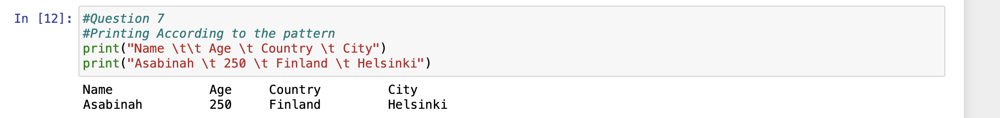 In [12]:
#Question 7
#Printing According to the pattern
print("Name \t\t Age \t Country \t City")
print("Asabinah \t 250 \t Finland \t Helsinki")
Name Age Country City
Asabinah 250 Finland Helsinki